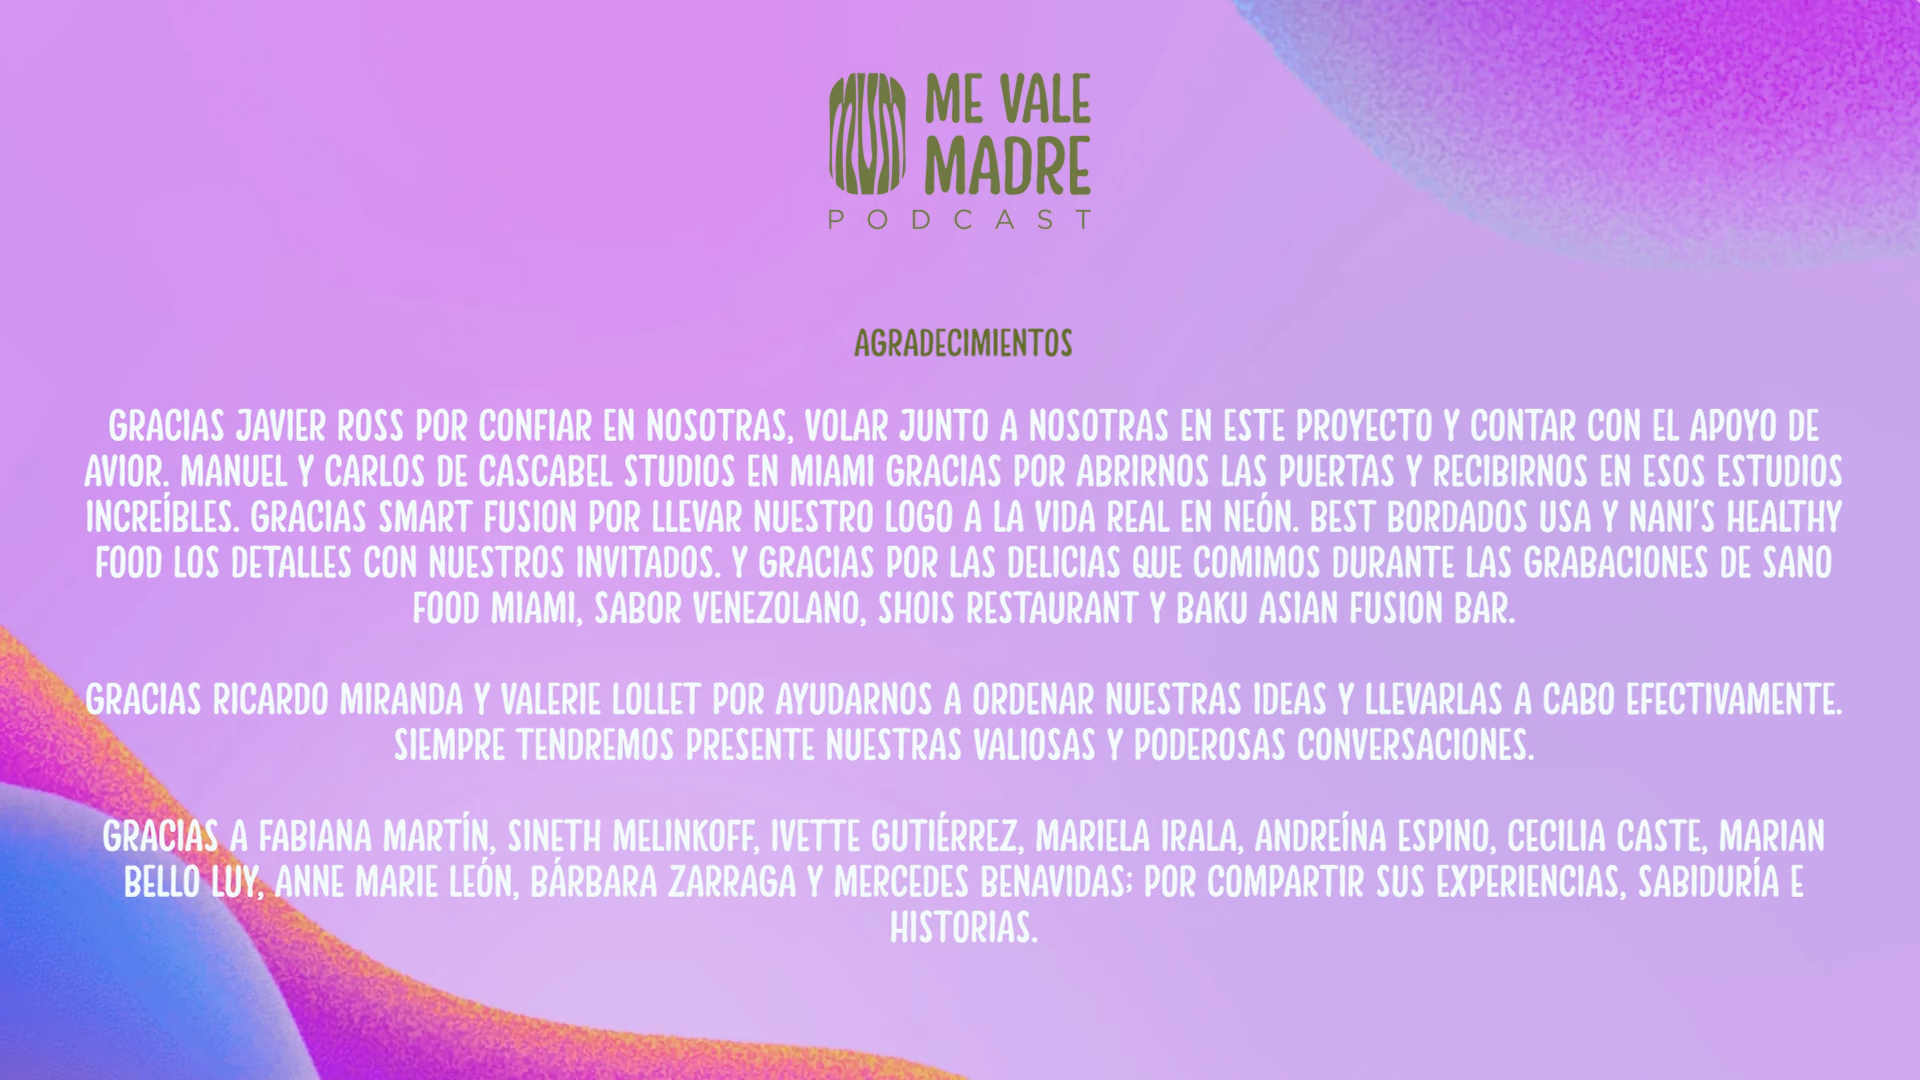 MVM
ME VALE
MADRE
PODCAST
AGRADECIMIENTOS
GRACIAS JAVIER ROSS POR CONFIAR EN NOSOTRAS, VOLAR JUNTO A NOSOTRAS EN ESTE PROYECTO Y CONTAR CON EL APOYO DE
AVIOR. MANUEL Y CARLOS DE CASCABEL STUDIOS EN MIAMI GRACIAS POR ABRIRNOS LAS PUERTAS Y RECIBIRNOS EN ESOS ESTUDIOS
INCREÍBLES. GRACIAS SMART FUSION POR LLEVAR NUESTRO LOGO A LA VIDA REAL EN NEÓN. BEST BORDADOS USA Y NANI'S HEALTHY
FOOD LOS DETALLES CON NUESTROS INVITADOS. Y GRACIAS POR LAS DELICIAS QUE COMIMOS DURANTE LAS GRABACIONES DE SANO
FOOD MIAMI, SABOR VENEZOLANO, SHOIS RESTAURANT Y BAKU ASIAN FUSION BAR.
GRACIAS RICARDO MIRANDA Y VALERIE LOLLET POR AYUDARNOS A ORDENAR NUESTRAS IDEAS Y LLEVARLAS A CABO EFECTIVAMENTE.
SIEMPRE TENDREMOS PRESENTE NUESTRAS VALIOSAS Y PODEROSAS CONVERSACIONES.
GRACIAS A FABIANA MARTÍN, SINETH MELINKOFF, IVETTE GUTIÉRREZ, MARIELA IRALA, ANDREÍNA ESPINO, CECILIA CASTE, MARIAN
BELLO LUY, ANNE MARIE LEÓN, BÁRBARA ZARRAGA Y MERCEDES BENAVIDAS; POR COMPARTIR SUS EXPERIENCIAS, SABIDURÍA E
HISTORIAS.